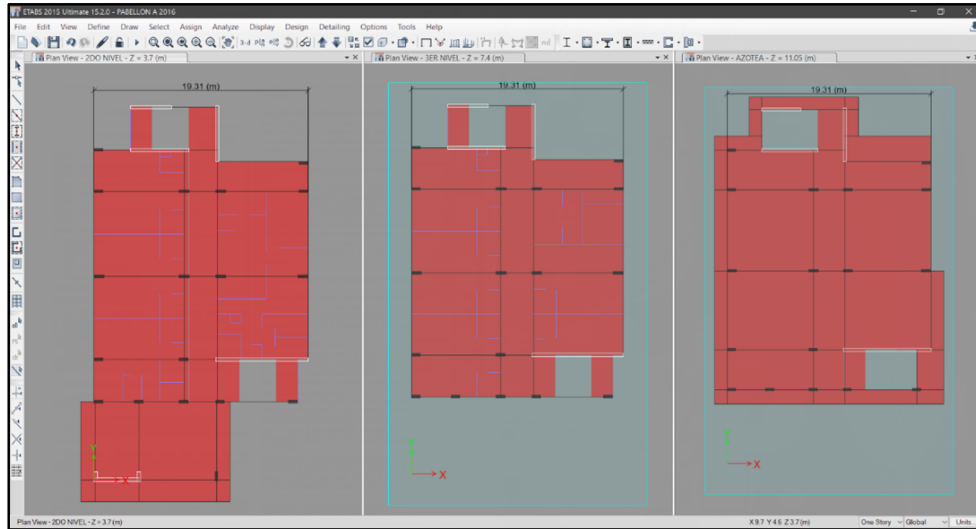 ETABS 2015 Ultimate 15.2.0 - PABELLON A 2016
File Edit View Define Draw Select Assign Analyze Display Design Detailing Options Tools Help
Plan View - 2DO NIVEL - Z = 3.7 (m)
Plan View - 3ER NIVEL - Z = 7.4 (m)
Plan View - AZOTEA - Z = 11.05 (m)
19.31 (m)
19.31 (m)
19.31 (m)
Y
X
Y
X
Y
X
Plan View - 2DO NIVEL - Z = 3.7 (m)
X 9.7 Y 4.6 Z 3.7 (m)
One Story
Global
Units